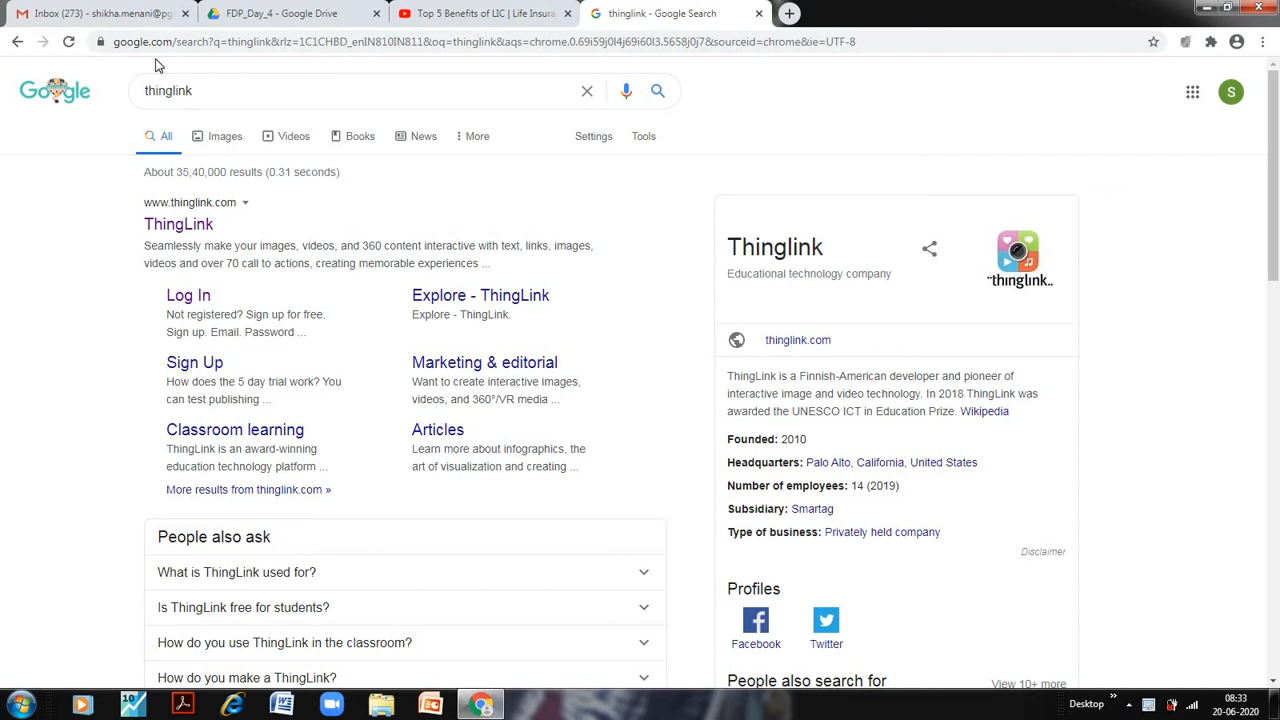 Inbox (273) - shikha.menani@pg
FDP_Day_4 - Google Drive
Top 5 Benefits of LIC | Life Insura
thinglink - Google Search
google.com/search?q=thinglink&rlz=1C1CHBD_enIN810IN811&oq=thinglink&aqs=chrome.0.69i59j0l4j69i60l3.5658j0j7&sourceid=chrome&ie=UTF-8
Google
thinglink
S
All
Images
Videos
Books
News
More
Settings
Tools
About 35,40,000 results (0.31 seconds)
www.thinglink.com
ThingLink
Seamlessly make your images, videos, and 360 content interactive with text, links, images,
videos and over 70 call to actions, creating memorable experiences ...
Log In
Not registered? Sign up for free.
Sign up. Email. Password ...
Explore - ThingLink
Explore - ThingLink.
Sign Up
How does the 5 day trial work? You
can test publishing ...
Marketing & editorial
Want to create interactive images,
videos, and 360°/VR media ...
Classroom learning
ThingLink is an award-winning
education technology platform ...
Articles
Learn more about infographics, the
art of visualization and creating ...
More results from thinglink.com »
People also ask
What is ThingLink used for?
Is ThingLink free for students?
How do you use ThingLink in the classroom?
How do you make a ThingLink?
Thinglink
Educational technology company
thinglink..
thinglink.com
ThingLink is a Finnish-American developer and pioneer of
interactive image and video technology. In 2018 ThingLink was
awarded the UNESCO ICT in Education Prize. Wikipedia
Founded: 2010
Headquarters: Palo Alto, California, United States
Number of employees: 14 (2019)
Subsidiary: Smartag
Type of business: Privately held company
Disclaimer
Profiles
Facebook
Twitter
People also search for
View 10+ more
10
Desktop
08:33
20-06-2020